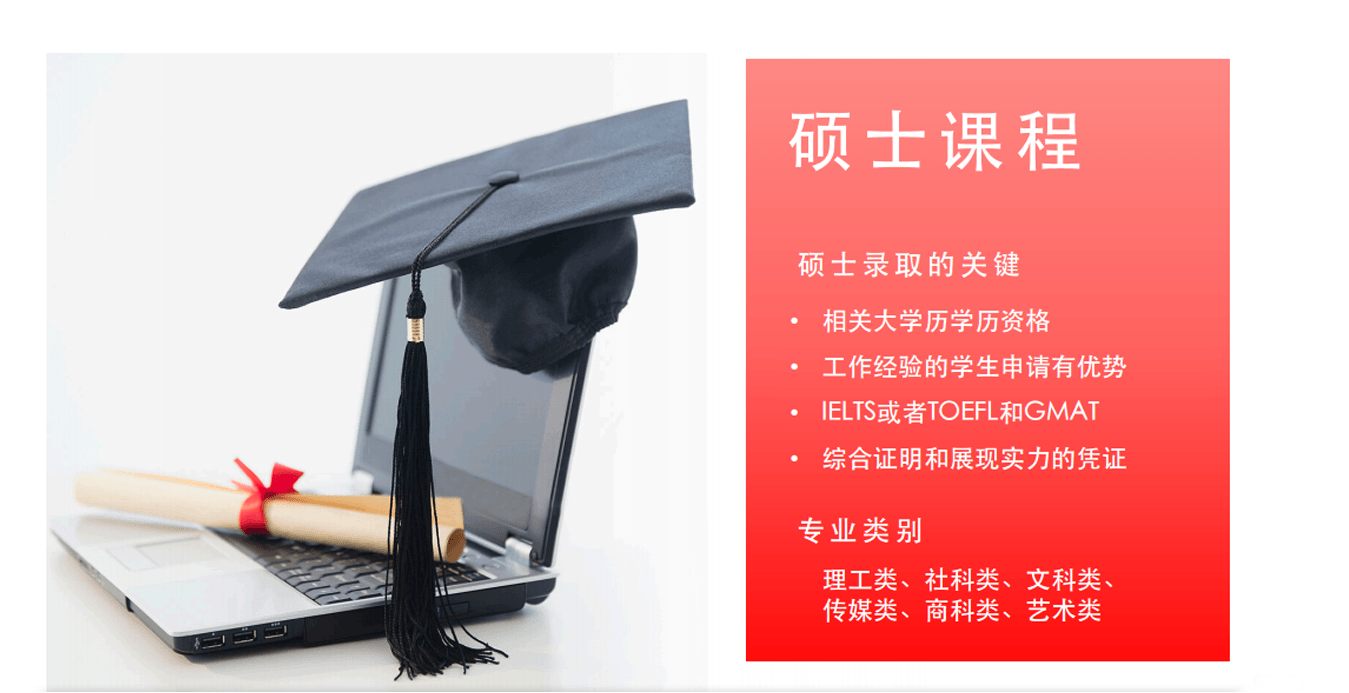 硕士课程
硕士录取的关键
• 相关大学历学历资格
• 工作经验的学生申请有优势
• IELTS或者TOEFL和GMAT
• 综合证明和展现实力的凭证
专业类别
理工类、社科类、文科类、
传媒类、商科类、艺术类